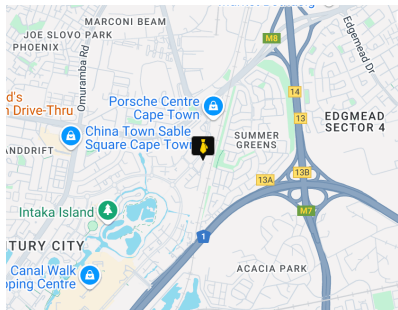 MARCONI BEAM
JOE SLOVO PARK
PHOENIX
Omuramba Rd
M8
Edgemead Dr
14
13
d's
n Drive-Thru
Porsche Centre
Cape Town
China Town Sable
Square Cape Town
ANDDRIFT
SUMMER
GREENS
EDGMEAD
SECTOR 4
13A
13B
M7
Intaka Island
TURY CITY
1
Canal Walk
pping Centre
ACACIA PARK